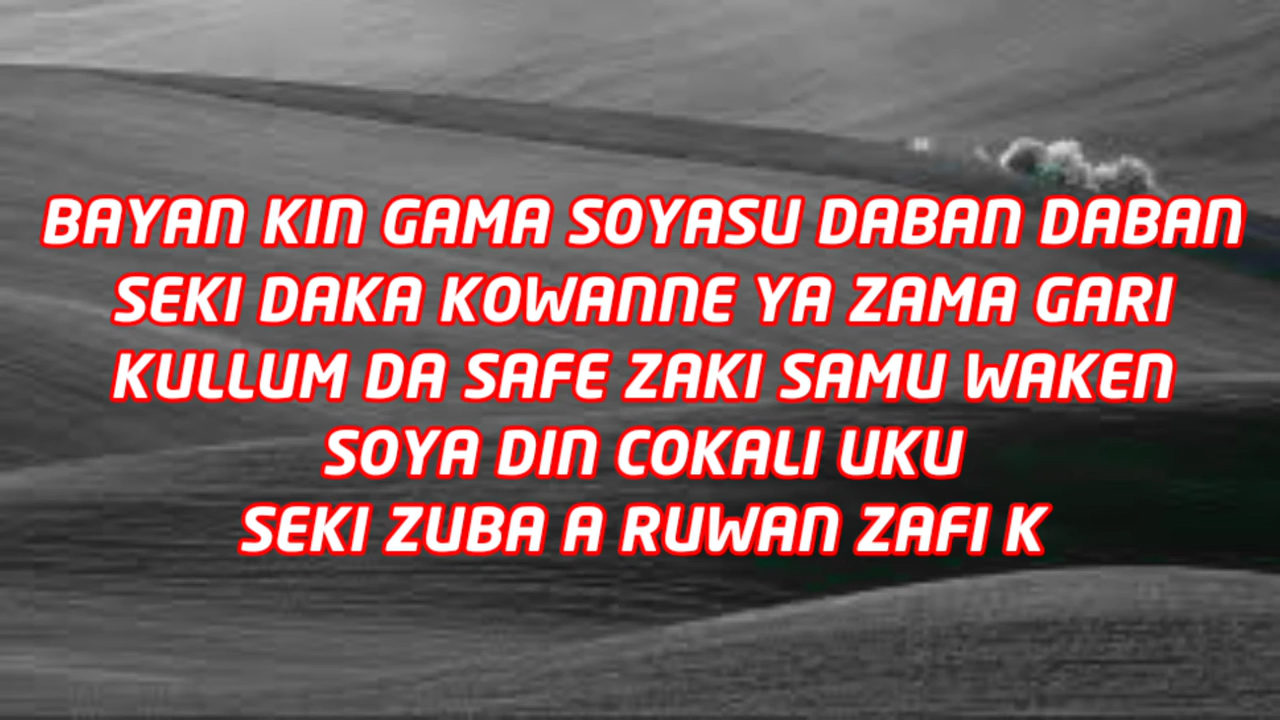 BAYAN KIN GAMA SOYASU DABAN DABAN
SEKI DAKA KOWANNE YA ZAMA GARI
KULLUM DA SAFE ZAKI SAMU WAKEN
SOYA DIN COKALI UKU
SEKI ZUBA A RUWAN ZAFI K